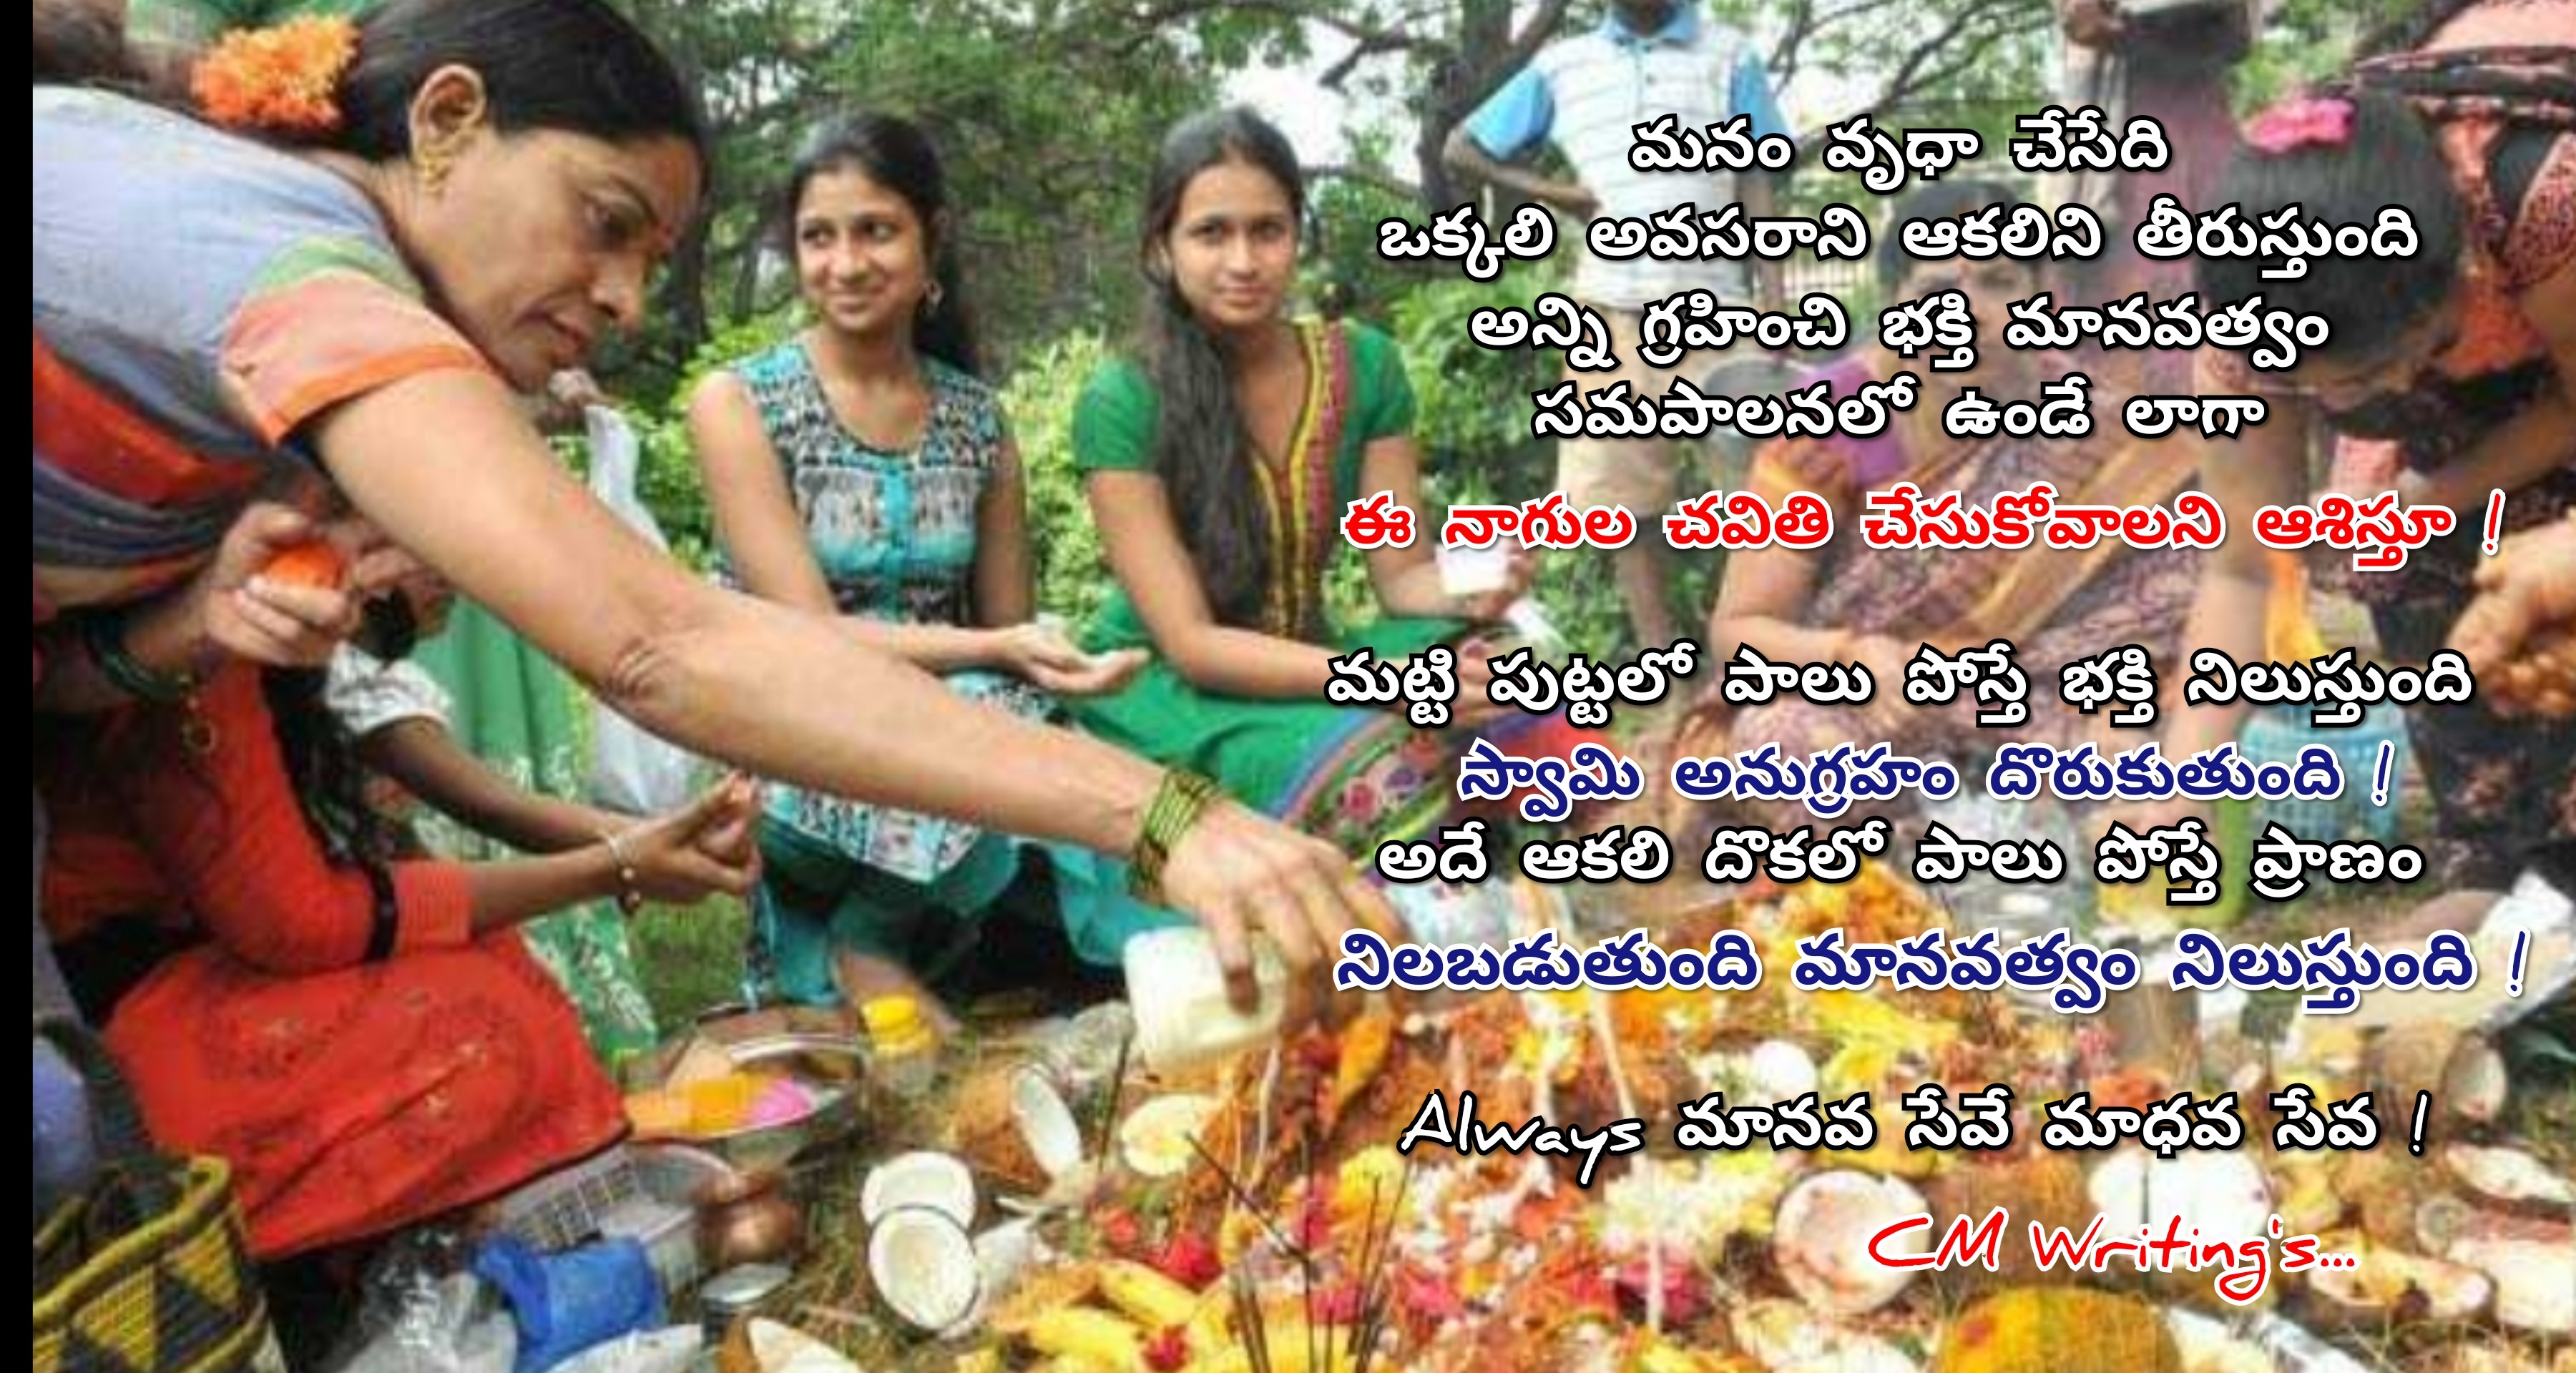 మనం వృధా చేసేది
ఒక్కలి అవసరాని ఆకలిని తీరుస్తుంది
అన్ని గ్రహించి భక్తి మానవత్వం
సమపాలనలో ఉండే లాగా
ఈ నాగుల చవితి చేసుకోవాలని ఆశిస్తూ !
మట్టి పుట్టలో పాలు పోస్తే భక్తి నిలుస్తుంది
స్వామి అనుగ్రహం దొరుకుతుంది !
అదే ఆకలి దొకలో పాలు పోస్తే ప్రాణం
నిలబడుతుంది మానవత్వం నిలుస్తుంది !
Always మానవ సేవే మాధవ సేవ !
CM Writing's...